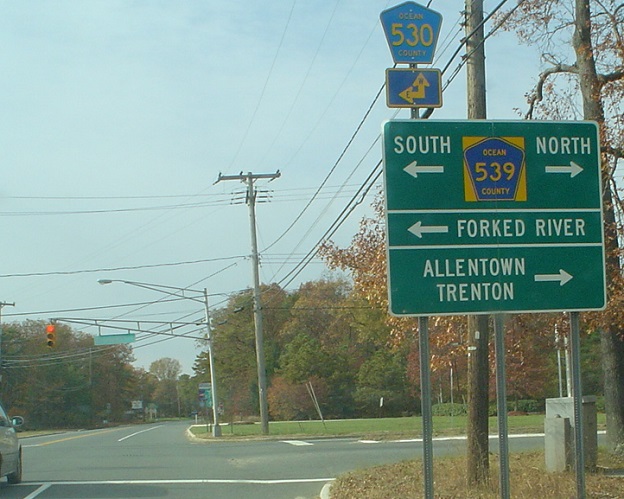 OCEAN
530
COUNTY
SOUTH OCEAN NORTH
539
COUNTY
FORKED RIVER
ALLENTOWN
TRENTON